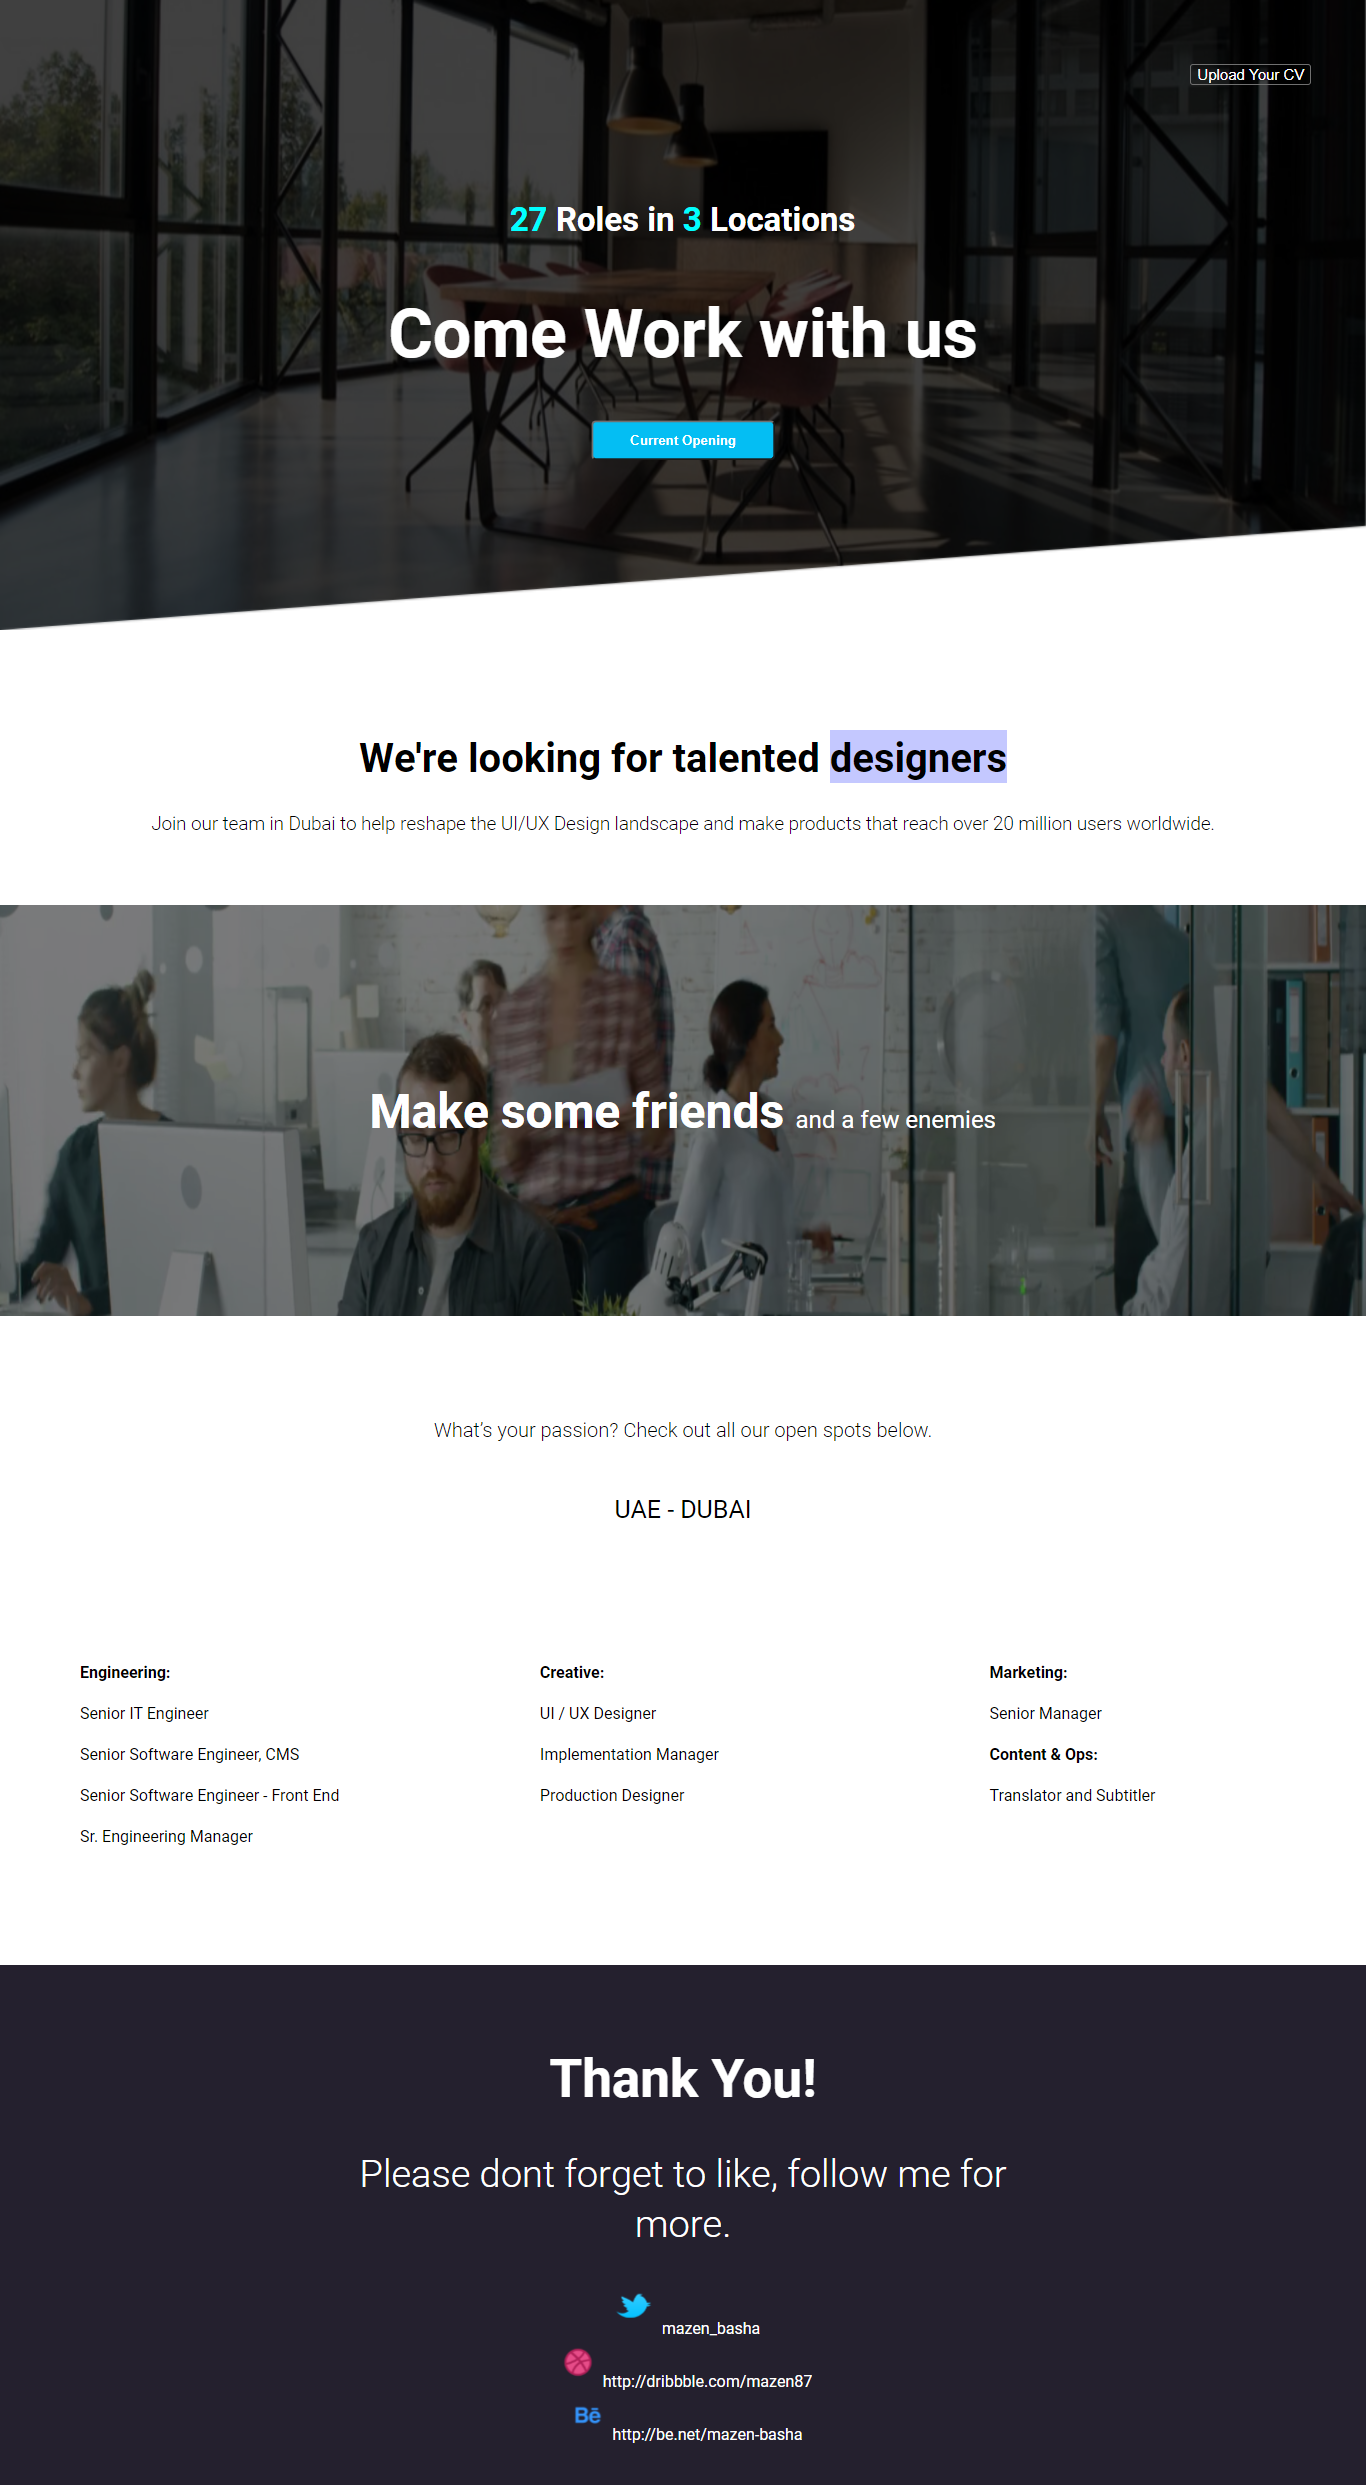 Upload Your CV
27 Roles in 3 Locations
Come Work with us
Current Opening
We're looking for talented designers
Join our team in Dubai to help reshape the UI/UX Design landscape and make products that reach over 20 million users worldwide.
Make some friends and a few enemies
What's your passion? Check out all our open spots below.
UAE - DUBAI
Engineering:
Senior IT Engineer
Senior Software Engineer, CMS
Senior Software Engineer - Front End
Sr. Engineering Manager
Creative:
UI / UX Designer
Implementation Manager
Production Designer
Marketing:
Senior Manager
Content & Ops:
Translator and Subtitler
Thank You!
Please dont forget to like, follow me for
more.
mazen_basha
http://dribbble.com/mazen87
Bē
http://be.net/mazen-basha